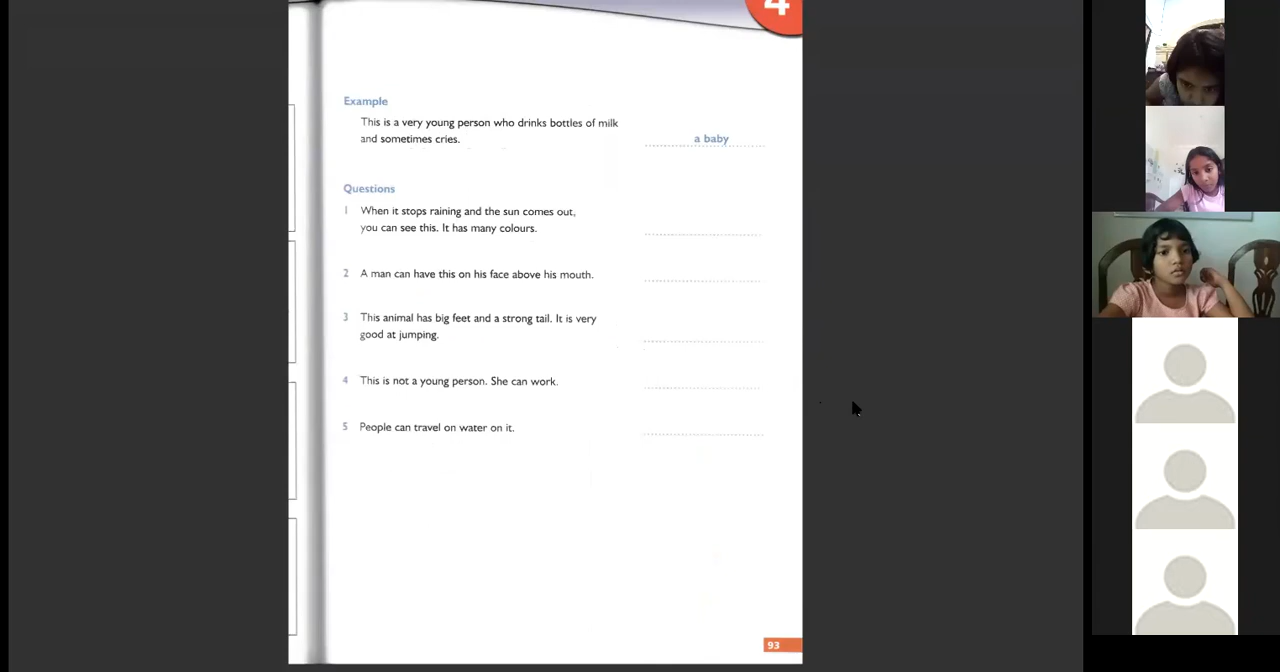 4
Example
This is a very young person who drinks bottles of milk
and sometimes cries.
a baby
Questions
1 When it stops raining and the sun comes out,
you can see this. It has many colours.
2 A man can have this on his face above his mouth.
3 This animal has big feet and a strong tail. It is very
good at jumping.
4 This is not a young person. She can work.
5 People can travel on water on it.
93